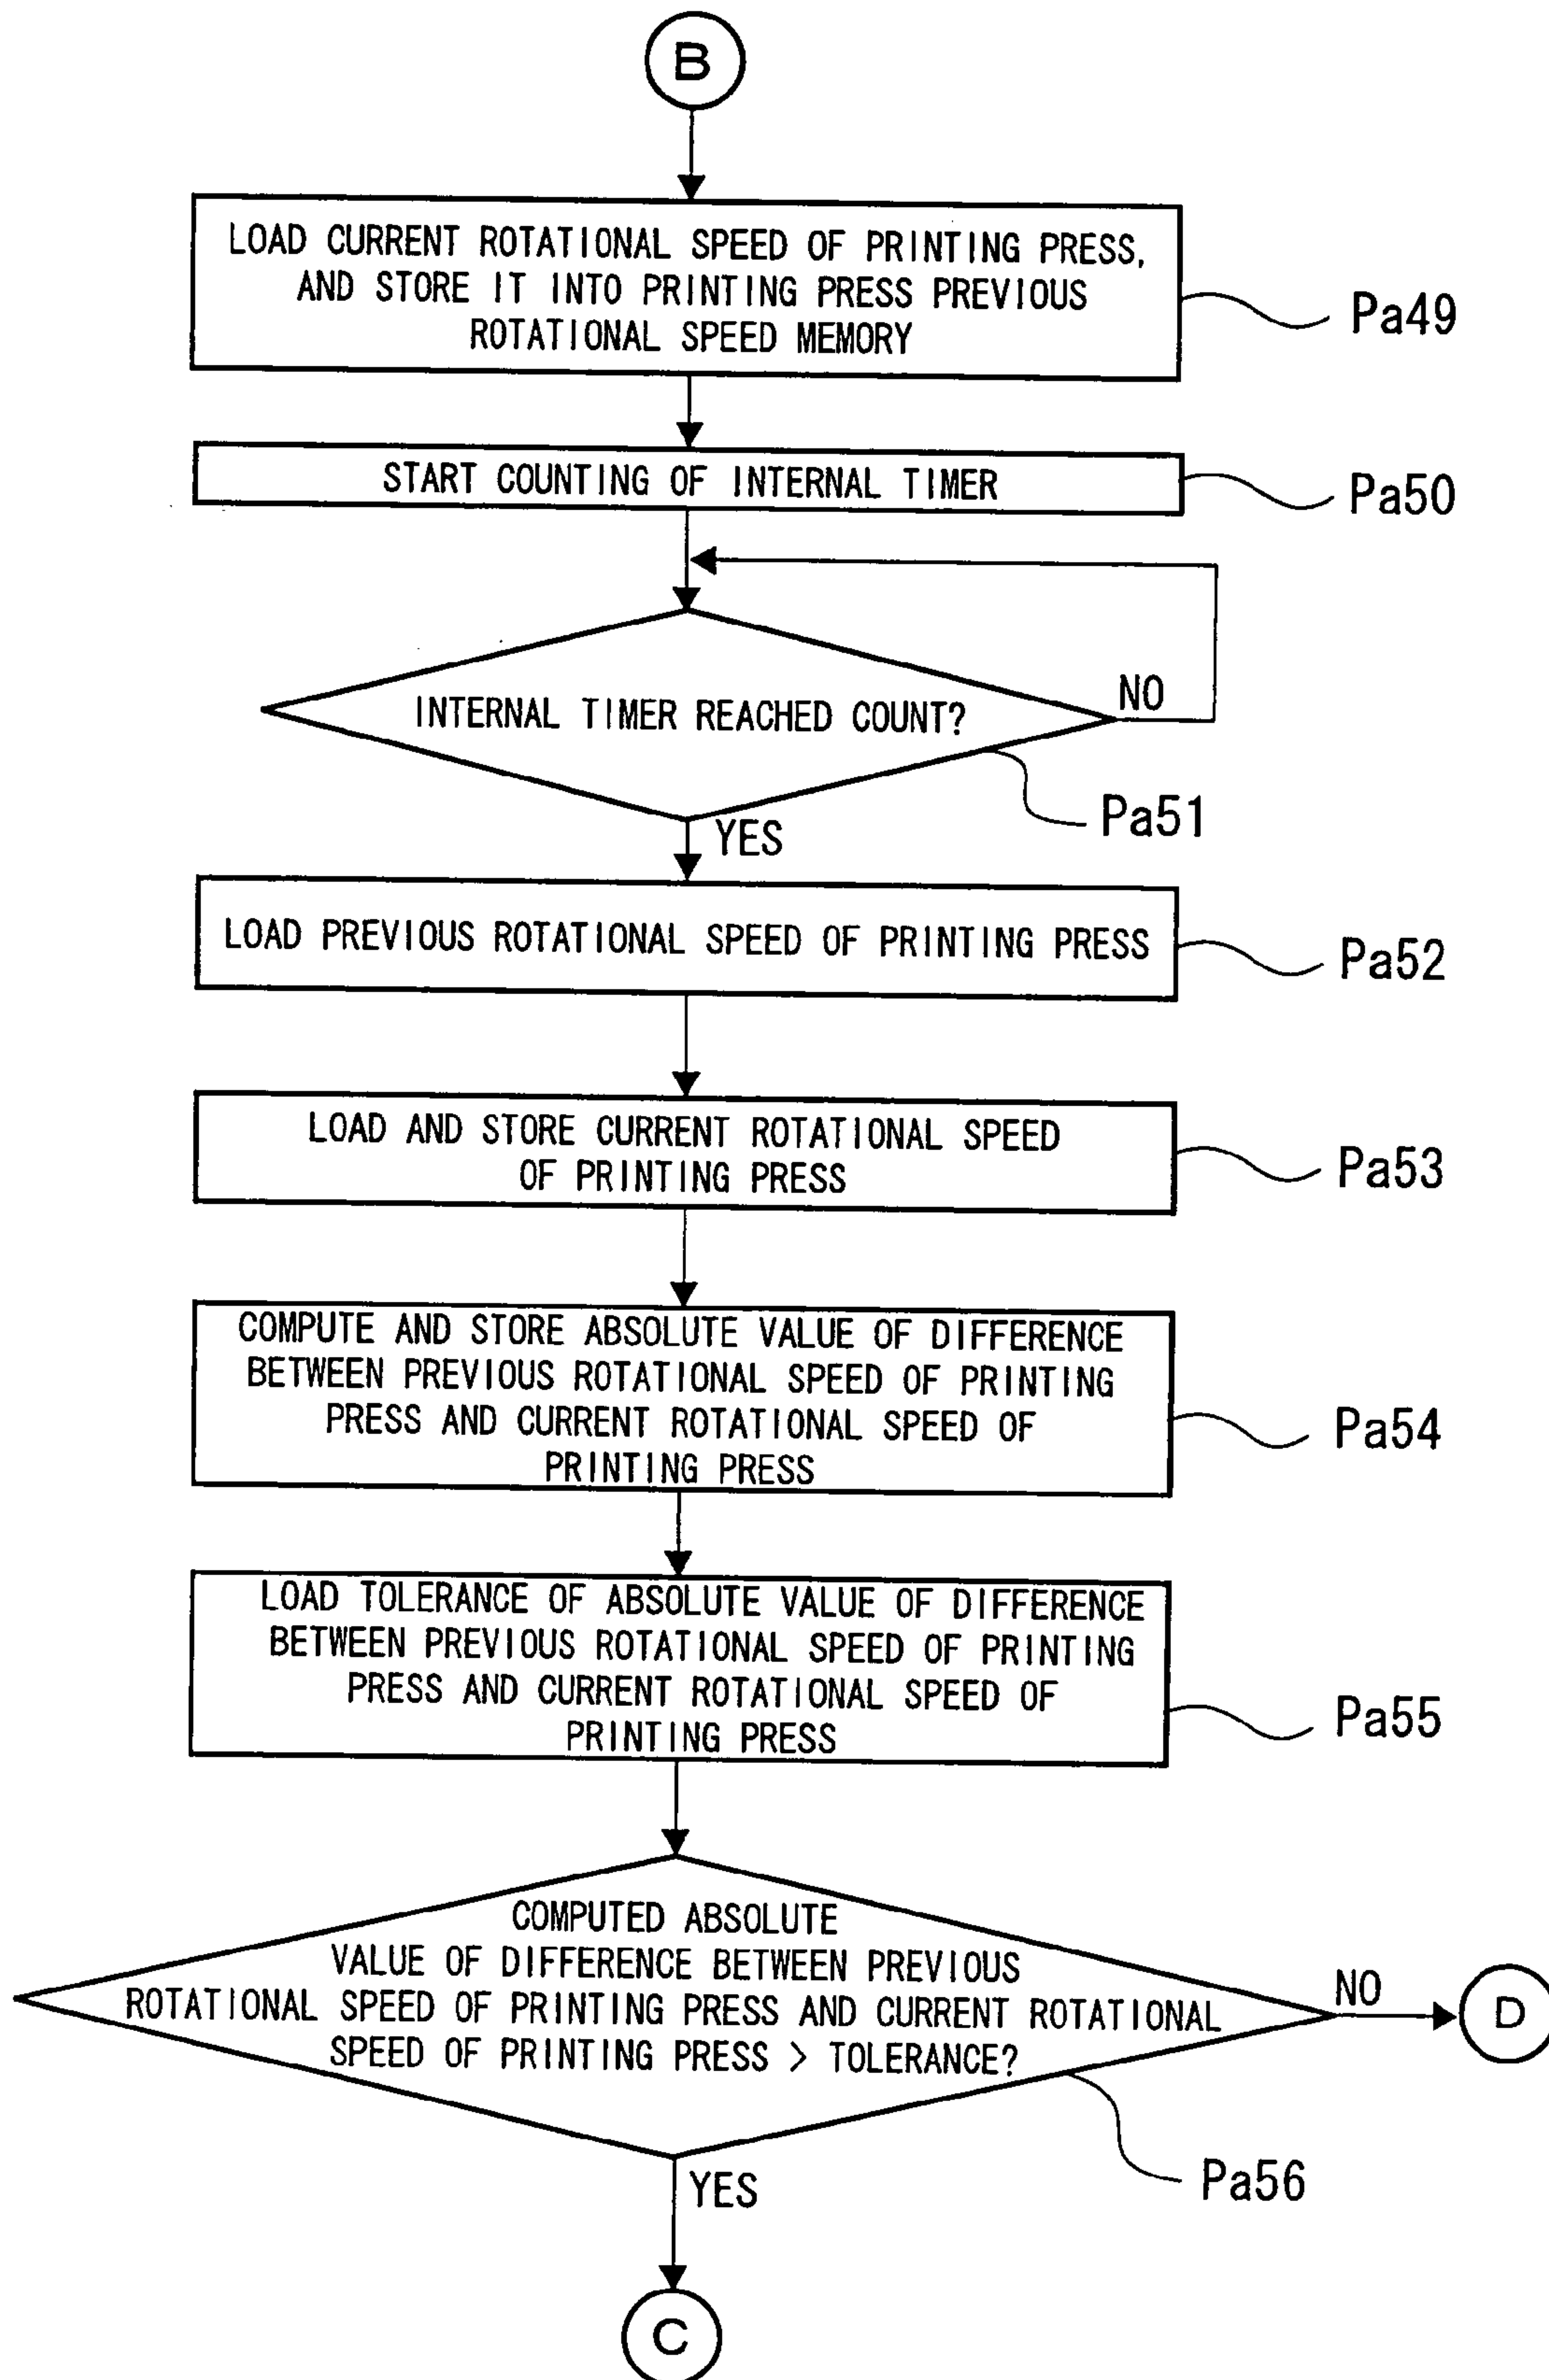 B
LOAD CURRENT ROTATIONAL SPEED OF PRINTING PRESS,
AND STORE IT INTO PRINTING PRESS PREVIOUS
ROTATIONAL SPEED MEMORY
Pa49
START COUNTING OF INTERNAL TIMER
Pa50
INTERNAL TIMER REACHED COUNT?
NO
Pa51
YES
LOAD PREVIOUS ROTATIONAL SPEED OF PRINTING PRESS
Pa52
LOAD AND STORE CURRENT ROTATIONAL SPEED
OF PRINTING PRESS
Pa53
COMPUTE AND STORE ABSOLUTE VALUE OF DIFFERENCE
BETWEEN PREVIOUS ROTATIONAL SPEED OF PRINTING
PRESS AND CURRENT ROTATIONAL SPEED OF
PRINTING PRESS
Pa54
LOAD TOLERANCE OF ABSOLUTE VALUE OF DIFFERENCE
BETWEEN PREVIOUS ROTATIONAL SPEED OF PRINTING
PRESS AND CURRENT ROTATIONAL SPEED OF
PRINTING PRESS
Pa55
COMPUTED ABSOLUTE
VALUE OF DIFFERENCE BETWEEN PREVIOUS
ROTATIONAL SPEED OF PRINTING PRESS AND CURRENT ROTATIONAL
SPEED OF PRINTING PRESS > TOLERANCE?
NO
D
Pa56
YES
C